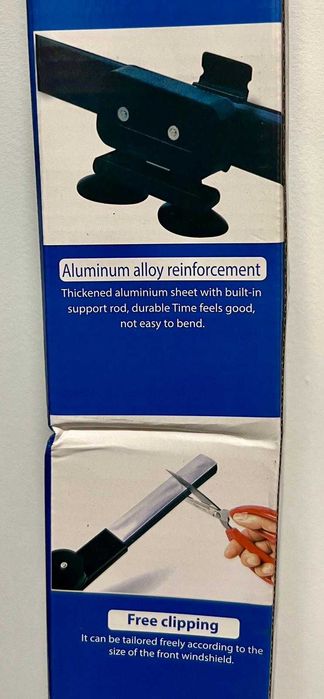 Aluminum alloy reinforcement
Thickened aluminium sheet with built-in
support rod, durable Time feels good,
not easy to bend.
Free clipping
It can be tailored freely according to the
size of the front windshield.